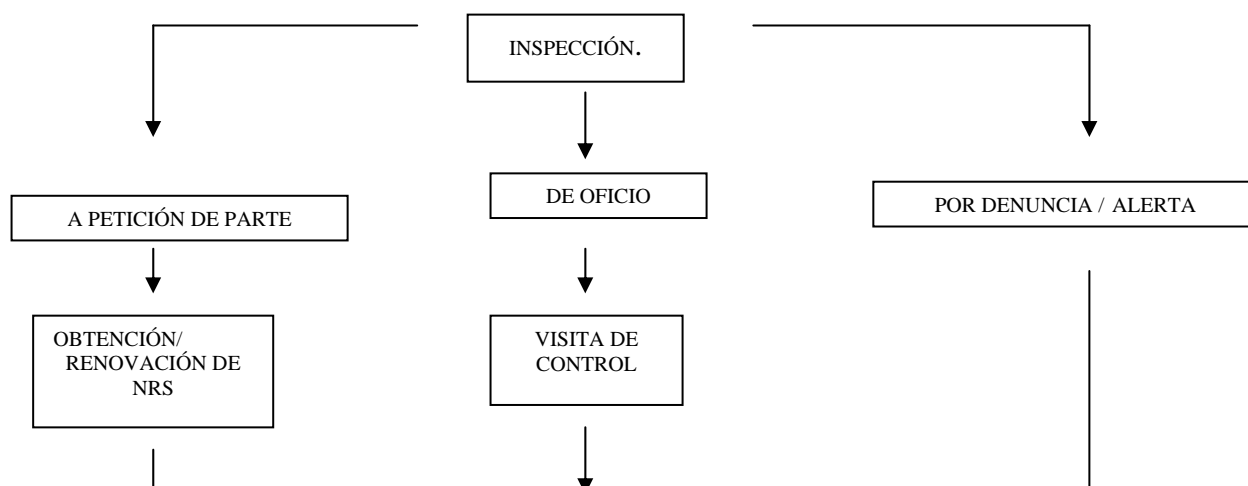 INSPECCIÓN.
A PETICIÓN DE PARTE
DE OFICIO
POR DENUNCIA / ALERTA
OBTENCIÓN/
RENOVACIÓN DE
NRS
VISITA DE
CONTROL